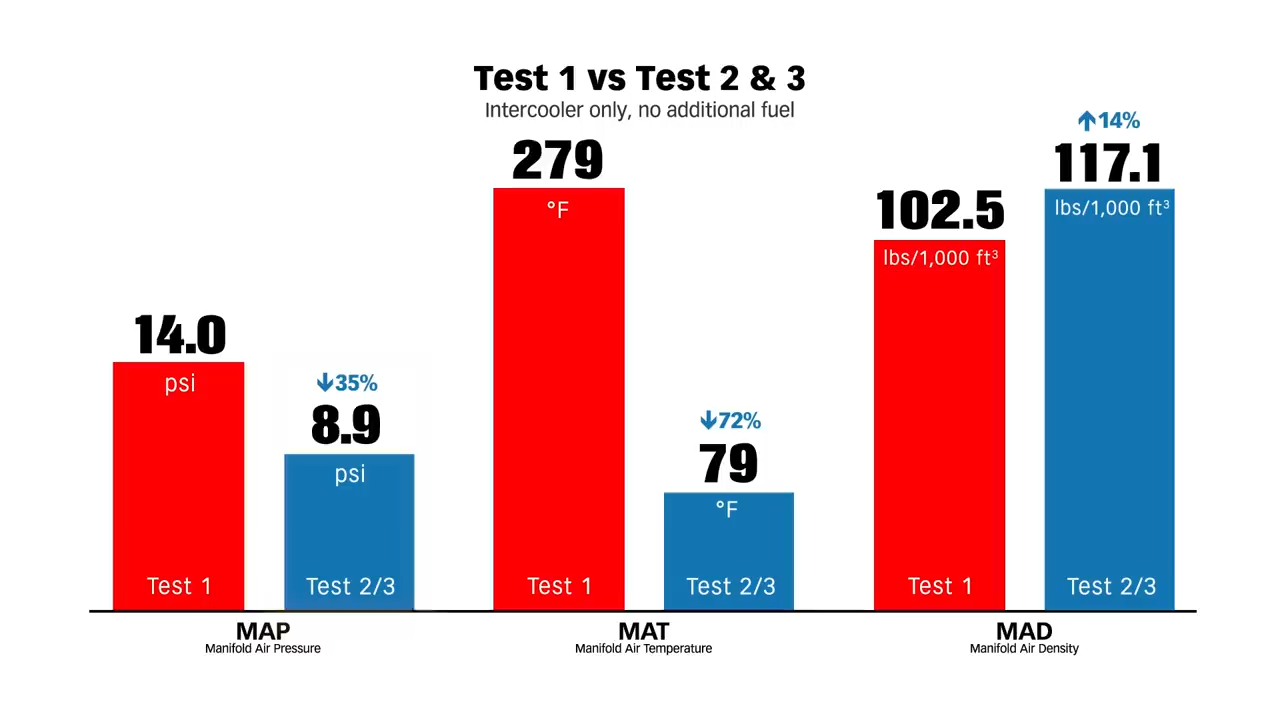 Test 1 vs Test 2 & 3
Intercooler only, no additional fuel
14.0
psi
Test 1
↓35%
8.9
psi
Test 2/3
MAP
Manifold Air Pressure
279
°F
Test 1
↓72%
79
°F
Test 2/3
MAT
Manifold Air Temperature
102.5
lbs/1,000 ft³
Test 1
↑14%
117.1
lbs/1,000 ft³
Test 2/3
MAD
Manifold Air Density